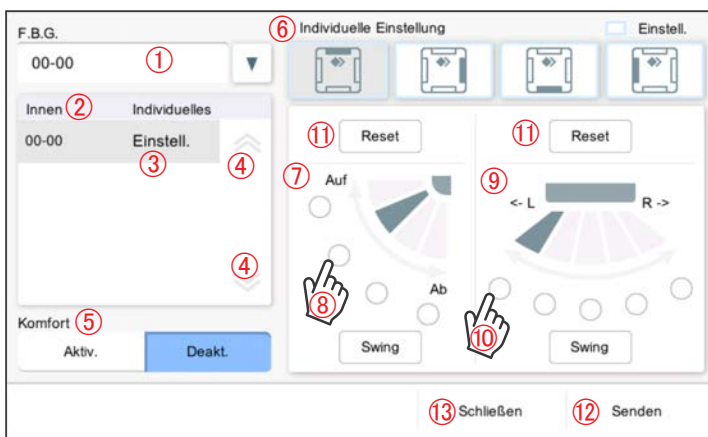 F.B.G.
00-00 ① ▼
Innen ② Individuelles
00-00 Einstell.
③ ④
④
Komfort ⑤
Aktiv. Deakt.
⑥ Individuelle Einstellung Einstell.
⑪ Reset
⑦ Auf
⑧ Ab
Swing
⑪ Reset
⑨ <- L R ->
⑩
Swing
⑬ Schließen ⑫ Senden